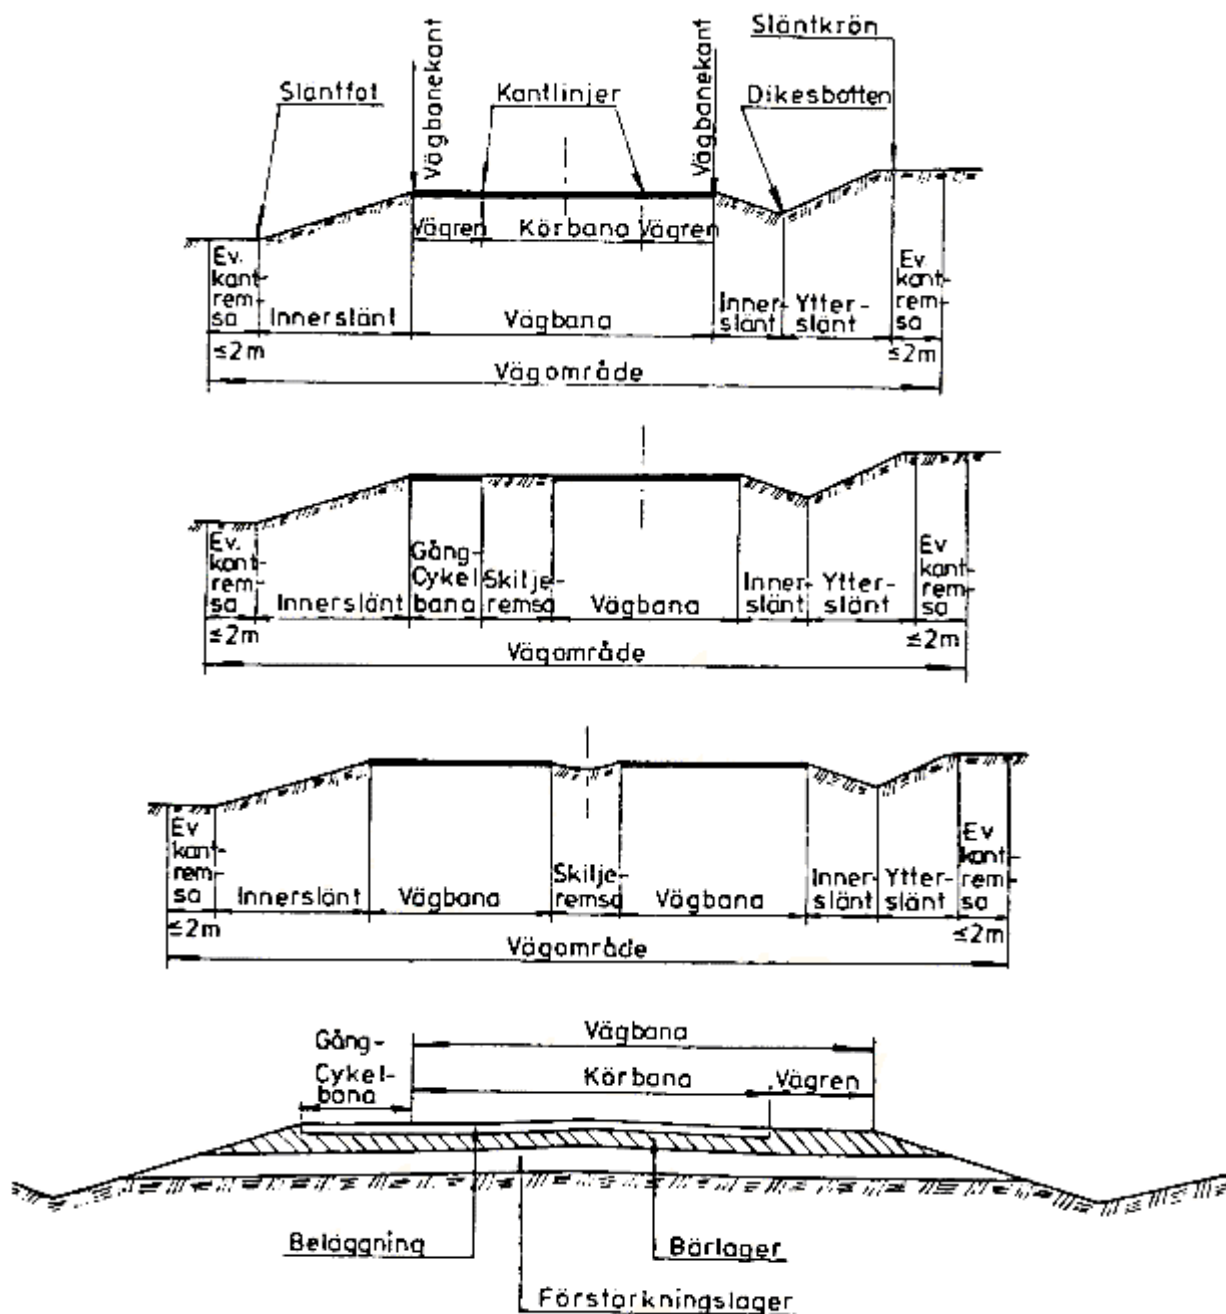 Släntkrön
Vägbanekant
Vägbanekant
Släntfot
Kantlinjer
Dikesbotten
Vägren
Körbana
Vägren
Ev.
kant-
rem-
sa
Innerslänt
Vägbana
Inner-
slänt
Ytter-
slänt
Ev
kant-
rem-
sa
≤2m
≤2m
Vägområde
Ev.
kant-
rem-
sa
Innerslänt
Gång-
Cykel
bana
Skilje-
remsa
Vägbana
Inner-
slänt
Ytter-
slänt
Ev
kant-
rem-
sa
≤2m
≤2m
Vägområde
Ev
kant-
rem-
sa
Innerslänt
Vägbana
Skilje-
remsa
Vägbana
Inner-
slänt
Ytter-
slänt
Ev
kant-
rem-
sa
≤2m
≤2m
Vägområde
Gång-
Cykel-
bana
Vägbana
Körbana
Vägren
Beläggning
Bärlager
Förstärkningslager